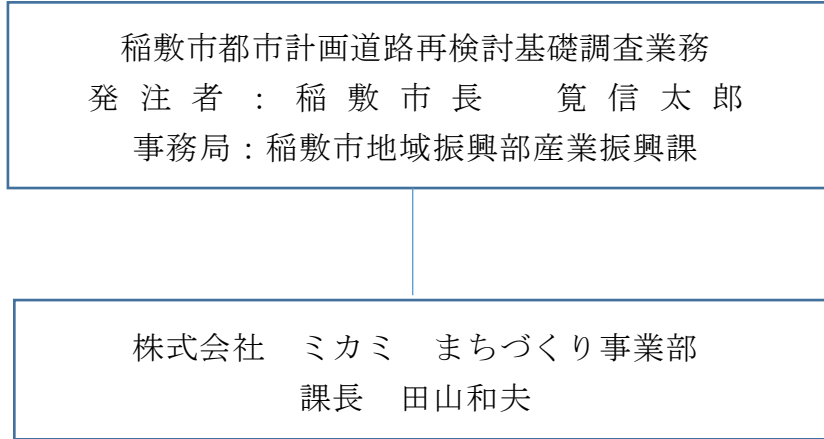 稲敷市都市計画道路再検討基礎調査業務
発注者：稲敷市長　筧信太郎
事務局：稲敷市地域振興部産業振興課
株式会社　ミカミ　まちづくり事業部
課長　田山和夫